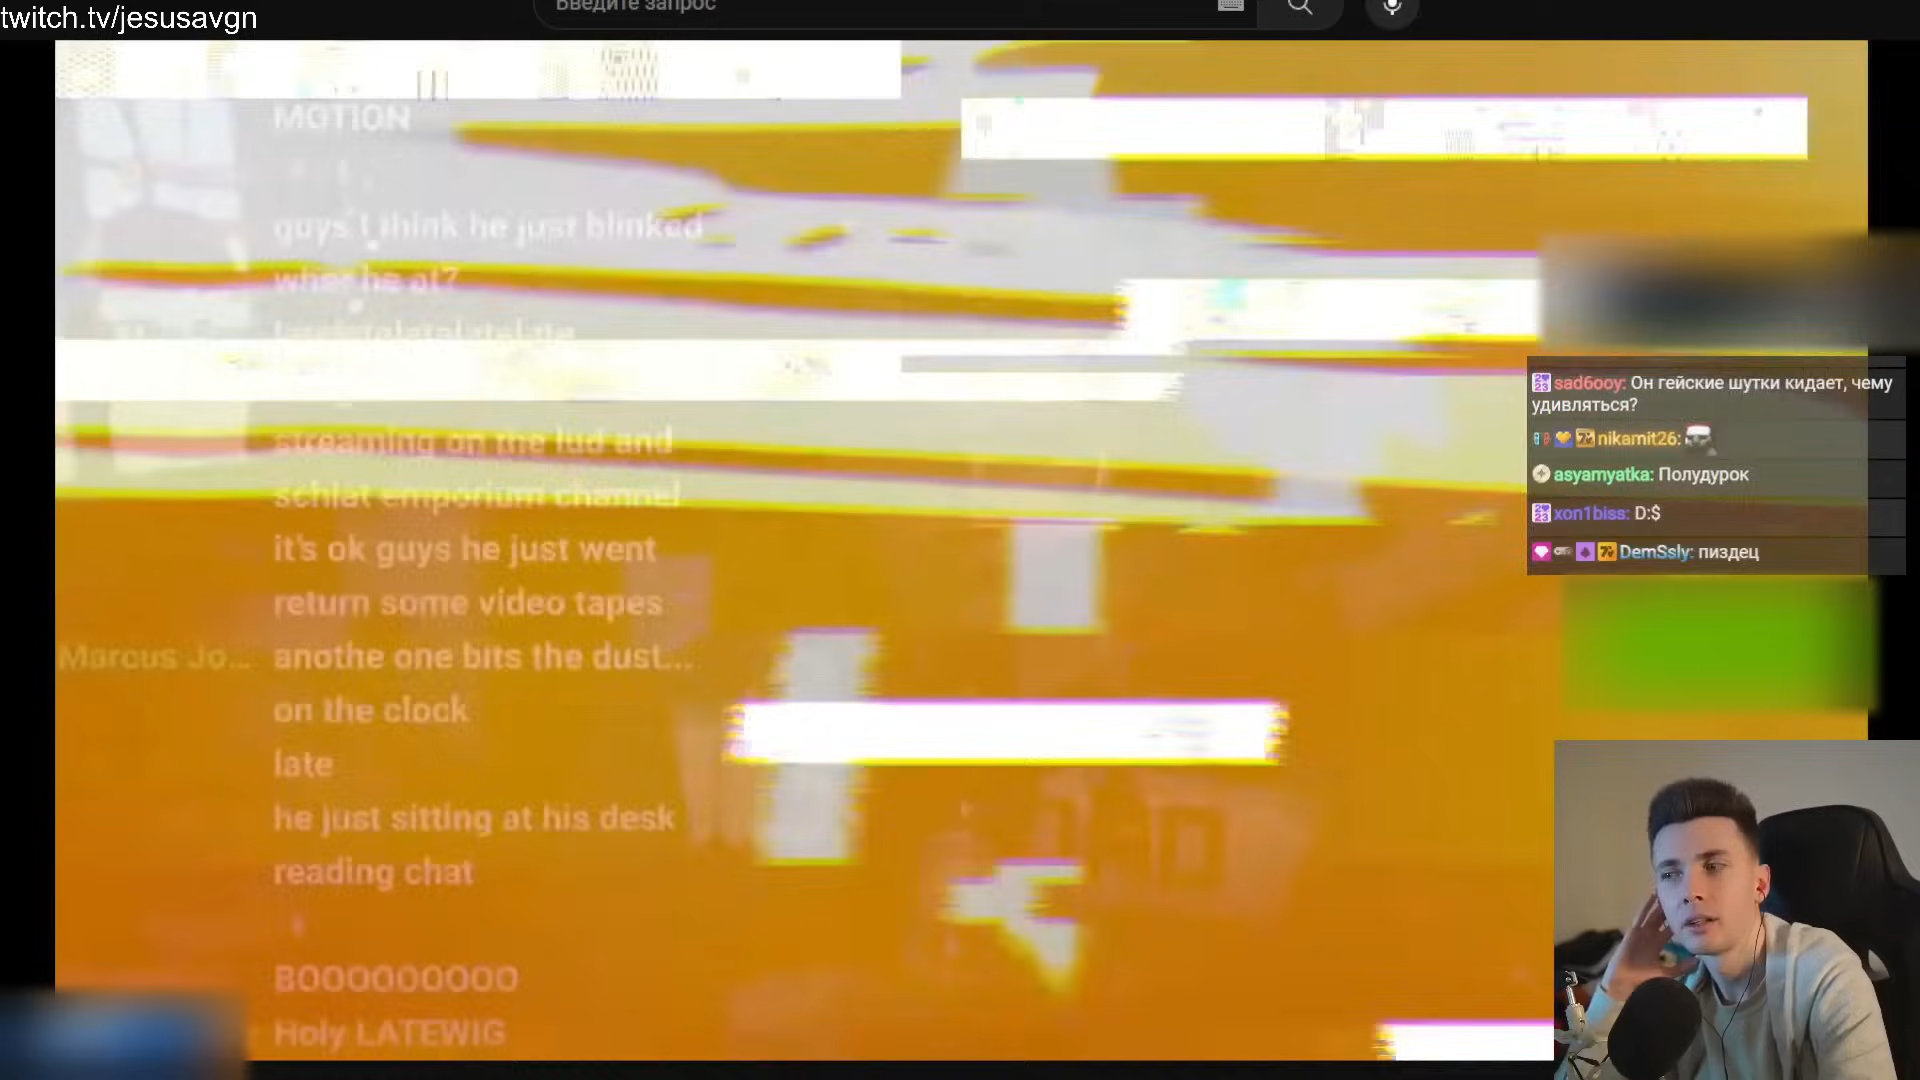 twitch.tv/jesusavgn
Введите запрос
MOTION
guys I think he just blinked
wher he at?
streaming on the lud and
schlat emporium channel
it's ok guys he just went
return some video tapes
Marcus Jo... anothe one bits the dust...
on the clock
late
he just sitting at his desk
reading chat
BOOOOOOOOO
Holy LATEWIG
sad6ooy: Он гейские шутки кидает, чему
удивляться?
nikamit26:
asyamyatka: Полудурок
xon1biss: D:$
DemSsly: пиздец